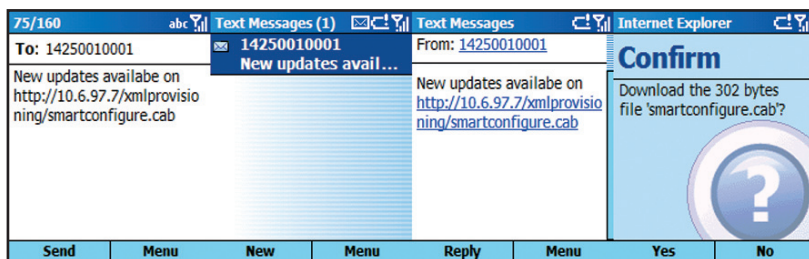 75/160 abc
To: 14250010001
New updates availabe on
http://10.6.97.7/xmlprovisio
ning/smartconfigure.cab
Send Menu
Text Messages (1)
14250010001
New updates avail...
New Menu
Text Messages
From: 14250010001
New updates availabe on
http://10.6.97.7/xmlprovisio
ning/smartconfigure.cab
Reply Menu
Internet Explorer
Confirm
Download the 302 bytes
file 'smartconfigure.cab'?
?
Yes No